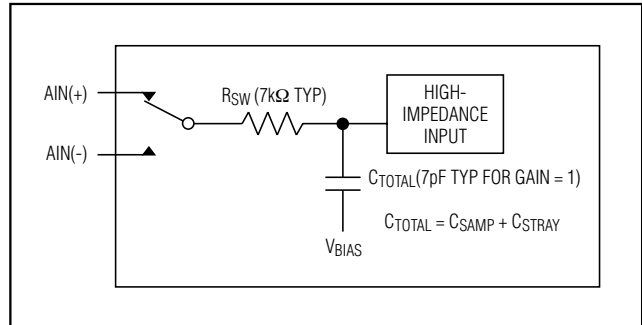 AIN(+)
AIN(-)
RSW (7kΩ TYP)
HIGH-
IMPEDANCE
INPUT
CTOTAL(7pF TYP FOR GAIN = 1)
CTOTAL = CSAMP + CSTRAY
VBIAS